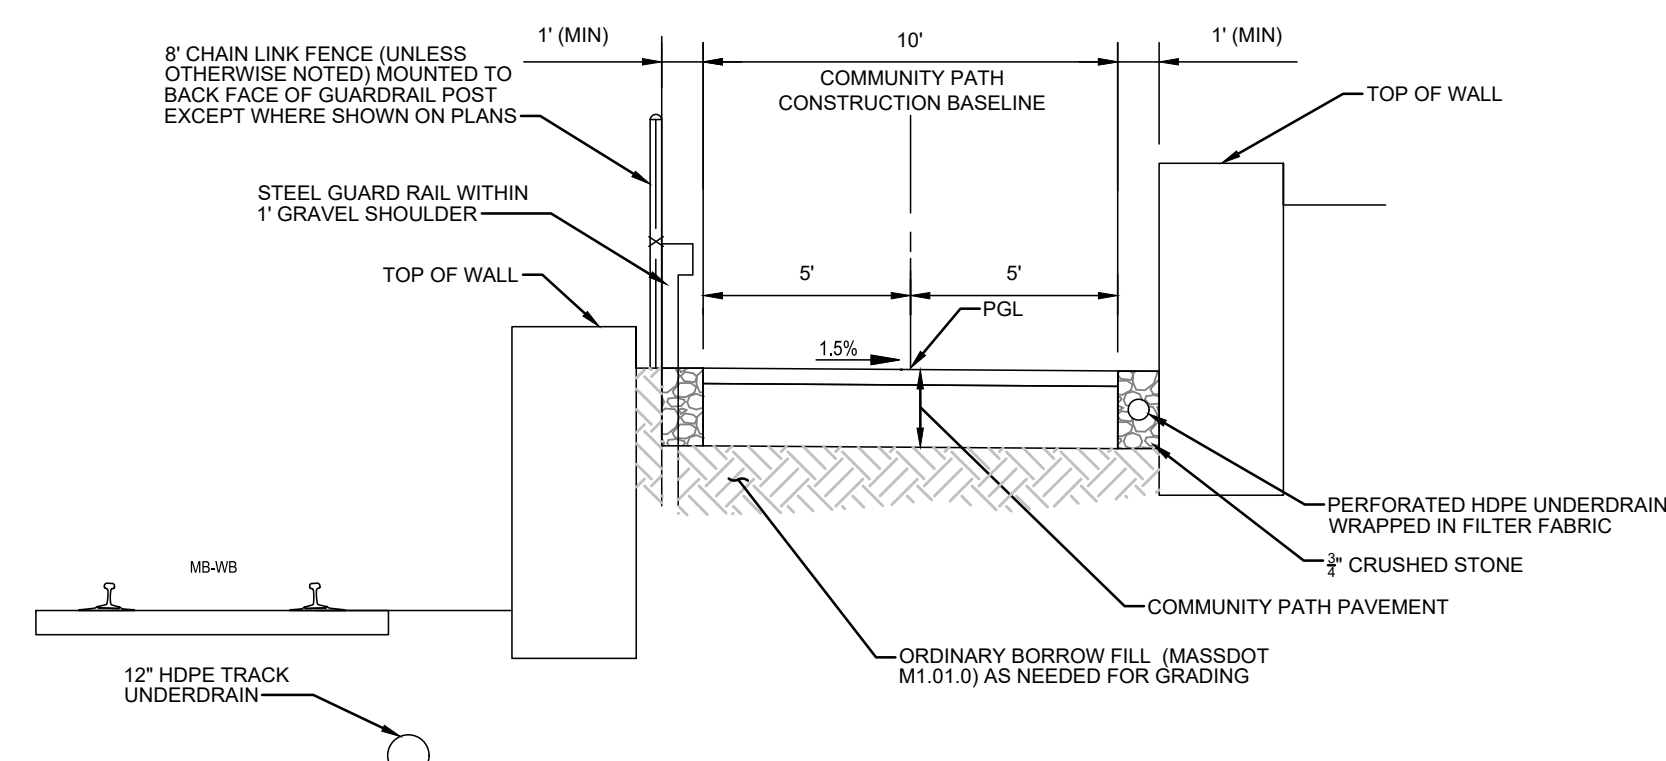 1' (MIN)
10'
1' (MIN)
8' CHAIN LINK FENCE (UNLESS
OTHERWISE NOTED) MOUNTED TO
BACK FACE OF GUARDRAIL POST
EXCEPT WHERE SHOWN ON PLANS
COMMUNITY PATH
CONSTRUCTION BASELINE
TOP OF WALL
STEEL GUARD RAIL WITHIN
1' GRAVEL SHOULDER
TOP OF WALL
5'
5'
PGL
1.5%
PERFORATED HDPE UNDERDRAIN
WRAPPED IN FILTER FABRIC
3/4" CRUSHED STONE
COMMUNITY PATH PAVEMENT
ORDINARY BORROW FILL (MASSDOT
M1.01.0) AS NEEDED FOR GRADING
MB-WB
12" HDPE TRACK
UNDERDRAIN